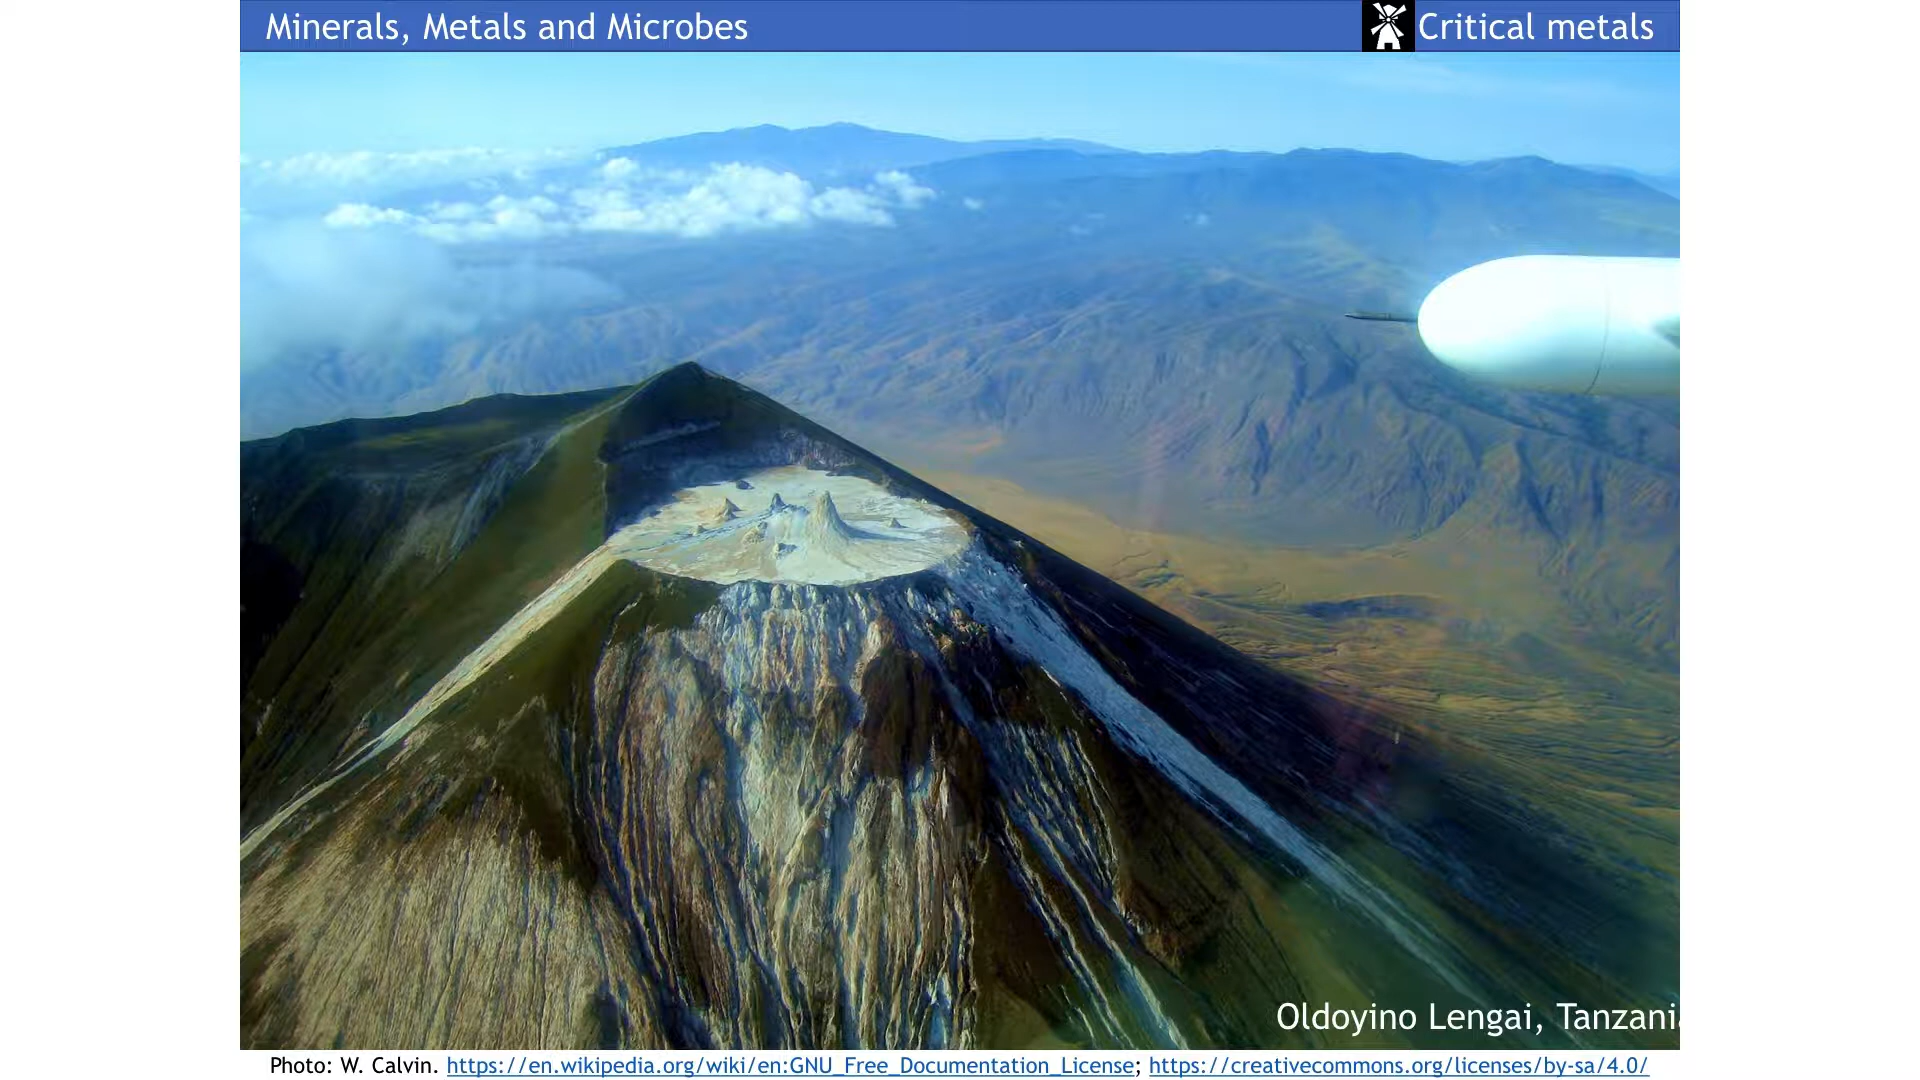 Minerals, Metals and Microbes
Critical metals
Oldoyino Lengai, Tanzania
Photo: W. Calvin. https://en.wikipedia.org/wiki/en:GNU_Free_Documentation_License; https://creativecommons.org/licenses/by-sa/4.0/